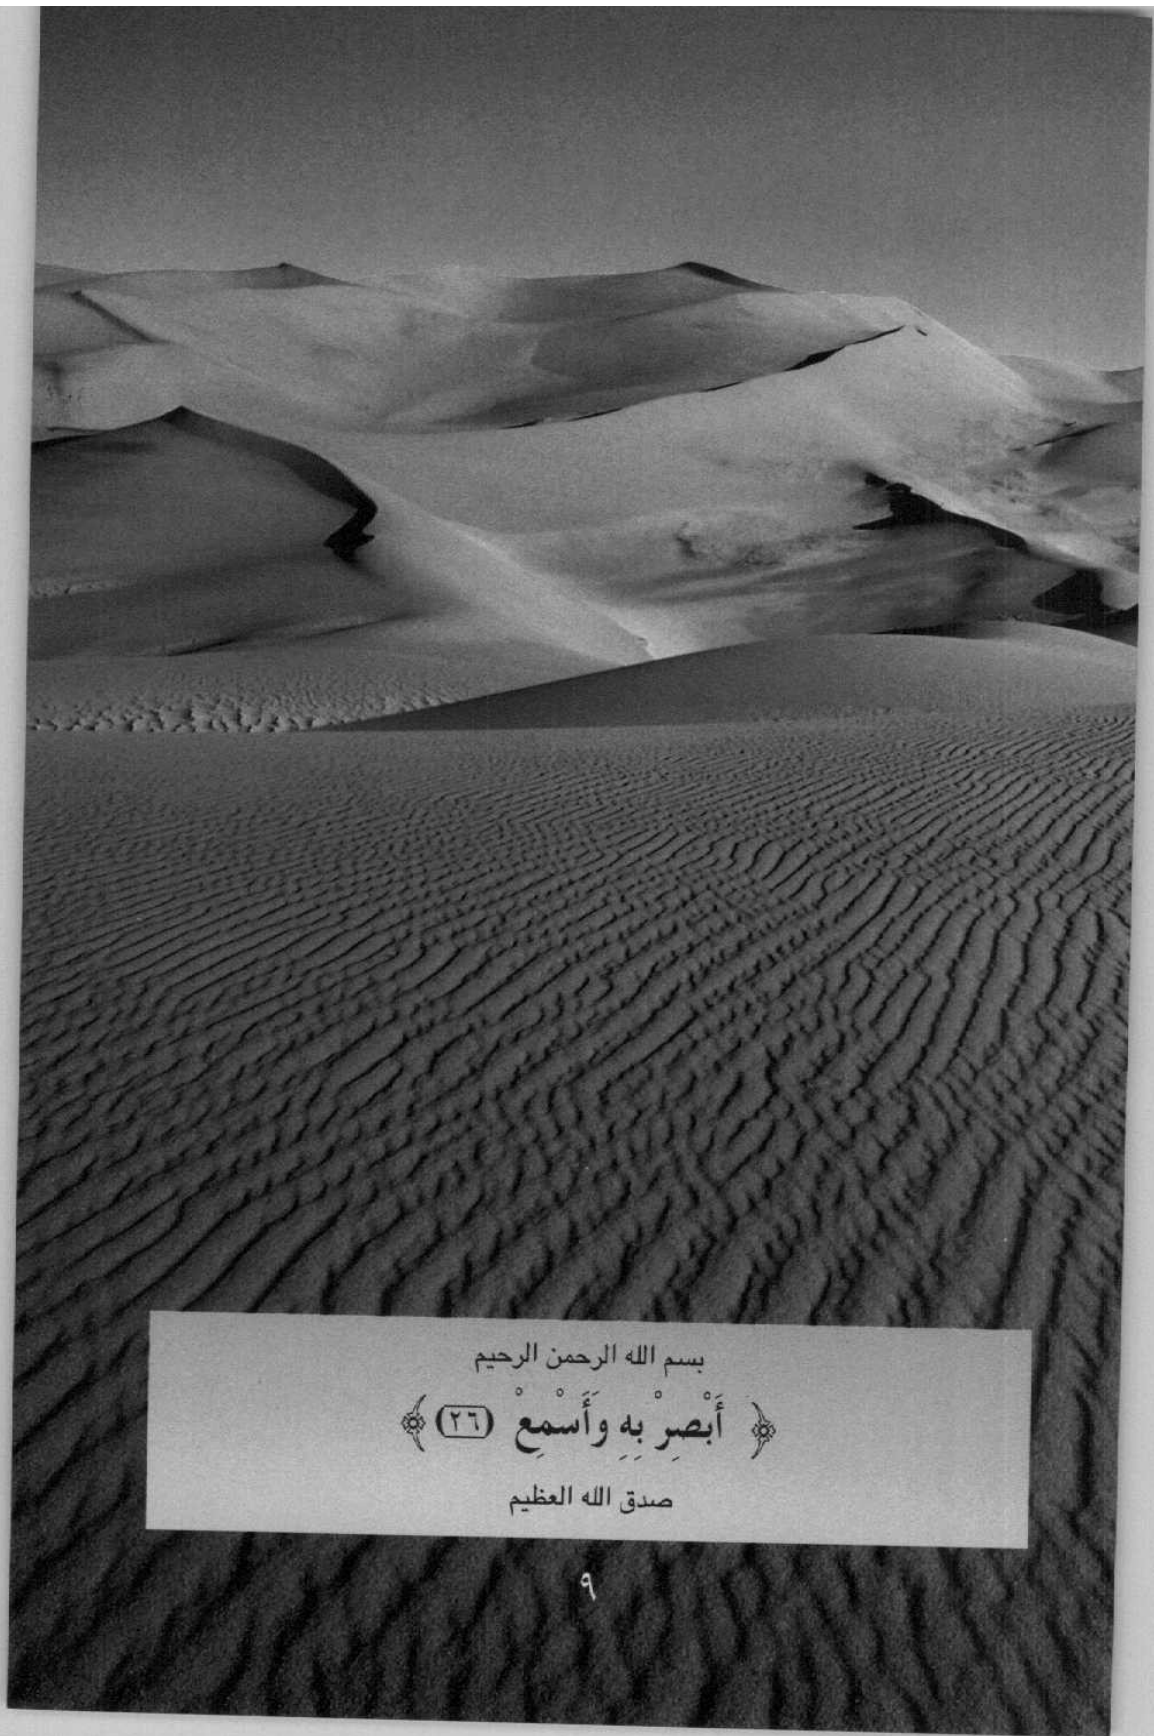 بسم الله الرحمن الرحيم
﴿ أَبْصِرْ بِهِ وَأَسْمِعْ (٢٦) ﴾
صدق الله العظيم
٩